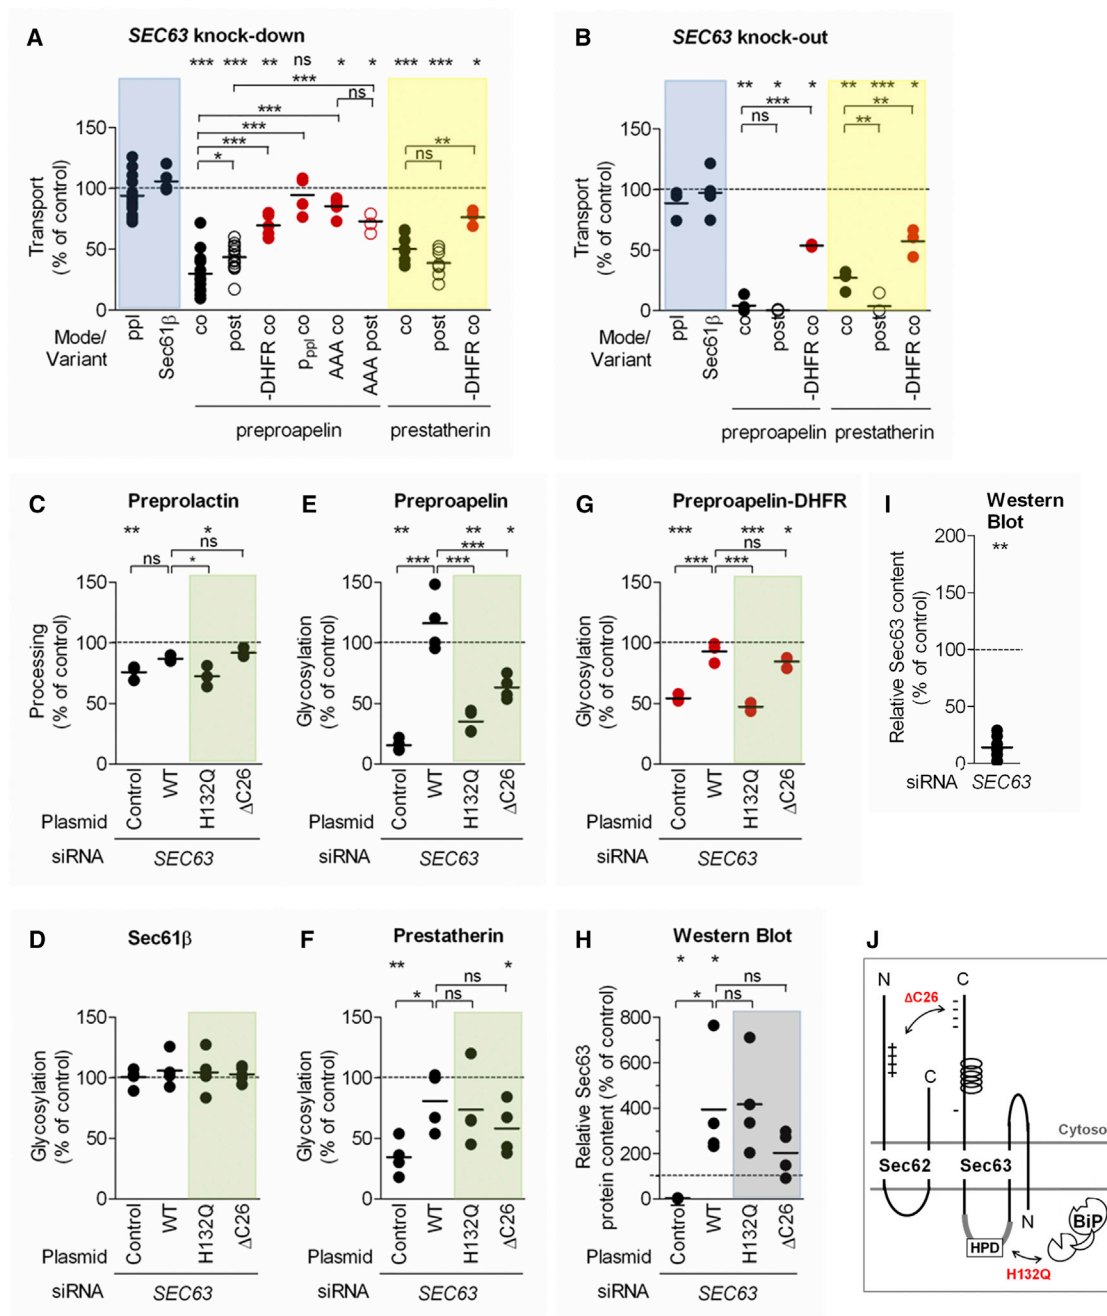 A
SEC63 knock-down
*** *** ** ns * * *** *** *
***
ns
***
***
***
*
**
ns
150
100
50
0
Transport
(% of control)
Mode/
Variant
ppl
Sec61β
co
post
-DHFR co
pppl co
AAA co
AAA post
co
post
-DHFR co
preproapelin
prestatherin
B
SEC63 knock-out
** * * ** *** *
***
ns
**
**
150
100
50
0
Transport
(% of control)
Mode/
Variant
ppl
Sec61β
co
post
-DHFR co
co
post
-DHFR co
preproapelin
prestatherin
C
Preprolactin
** *
ns
ns
*
150
100
50
0
Processing
(% of control)
Plasmid
Control
WT
H132Q
ΔC26
siRNA
SEC63
E
Preproapelin
** ** *
***
***
***
150
100
50
0
Glycosylation
(% of control)
Plasmid
Control
WT
H132Q
ΔC26
siRNA
SEC63
G
Preproapelin-DHFR
*** *** *
ns
***
***
150
100
50
0
Glycosylation
(% of control)
Plasmid
Control
WT
H132Q
ΔC26
siRNA
SEC63
I
Western
Blot
**
200
150
100
50
0
Relative Sec63 content
(% of control)
siRNA
SEC63
D
Sec61β
150
100
50
0
Glycosylation
(% of control)
Plasmid
Control
WT
H132Q
ΔC26
siRNA
SEC63
F
Prestatherin
** *
ns
*
ns
150
100
50
0
Glycosylation
(% of control)
Plasmid
Control
WT
H132Q
ΔC26
siRNA
SEC63
H
Western Blot
* *
ns
*
ns
800
600
400
200
0
Relative Sec63
protein content (% of control)
Plasmid
Control
WT
H132Q
ΔC26
siRNA
SEC63
J
N
C
ΔC26
C
Cytoso
Sec62
Sec63
N
BiP
HPD
H132Q